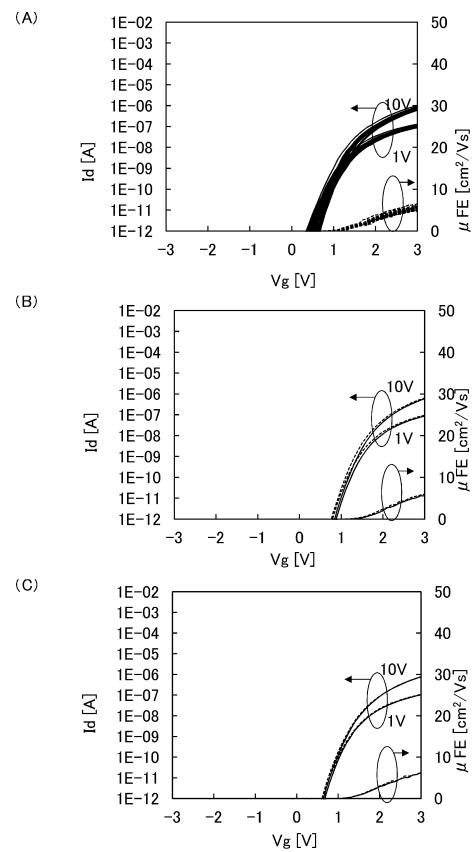 (A)
1E-02
1E-03
1E-04
1E-05
1E-06
1E-07
1E-08
1E-09
1E-10
1E-11
1E-12
Id [A]
−3 −2 −1 0 1 2 3
Vg [V]
50
40
30
20
10
0
μFE [cm²/Vs]
10V
1V
(B)
1E-02
1E-03
1E-04
1E-05
1E-06
1E-07
1E-08
1E-09
1E-10
1E-11
1E-12
Id [A]
−3 −2 −1 0 1 2 3
Vg [V]
50
40
30
20
10
0
μFE [cm²/Vs]
10V
1V
(C)
1E-02
1E-03
1E-04
1E-05
1E-06
1E-07
1E-08
1E-09
1E-10
1E-11
1E-12
Id [A]
−3 −2 −1 0 1 2 3
Vg [V]
50
40
30
20
10
0
μFE [cm²/Vs]
10V
1V